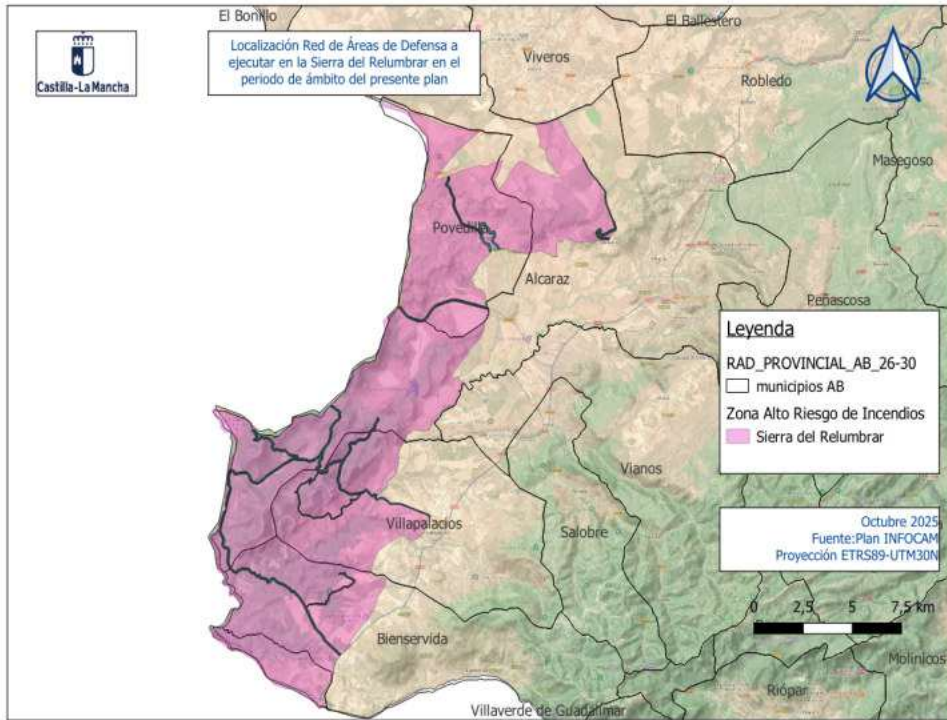 El Bonillo
El Ballestero
Castilla-La Mancha
Localización Red de Áreas de Defensa a
ejecutar en la Sierra del Relumbrar en el
periodo de ámbito del presente plan
Viveros
Robledo
Masegoso
Povedilla
Alcaraz
Peñascosa
Leyenda
RAD_PROVINCIAL_AB_26-30
municipios AB
Zona Alto Riesgo de Incendios
Sierra del Relumbrar
Vianos
Villapalacios
Salobre
Octubre 2025
Fuente:Plan INFOCAM
Proyección ETRS89-UTM30N
0 2,5 5 7,5 km
Bienservida
Molinicos
Riópar
Villaverde de Guadalimar